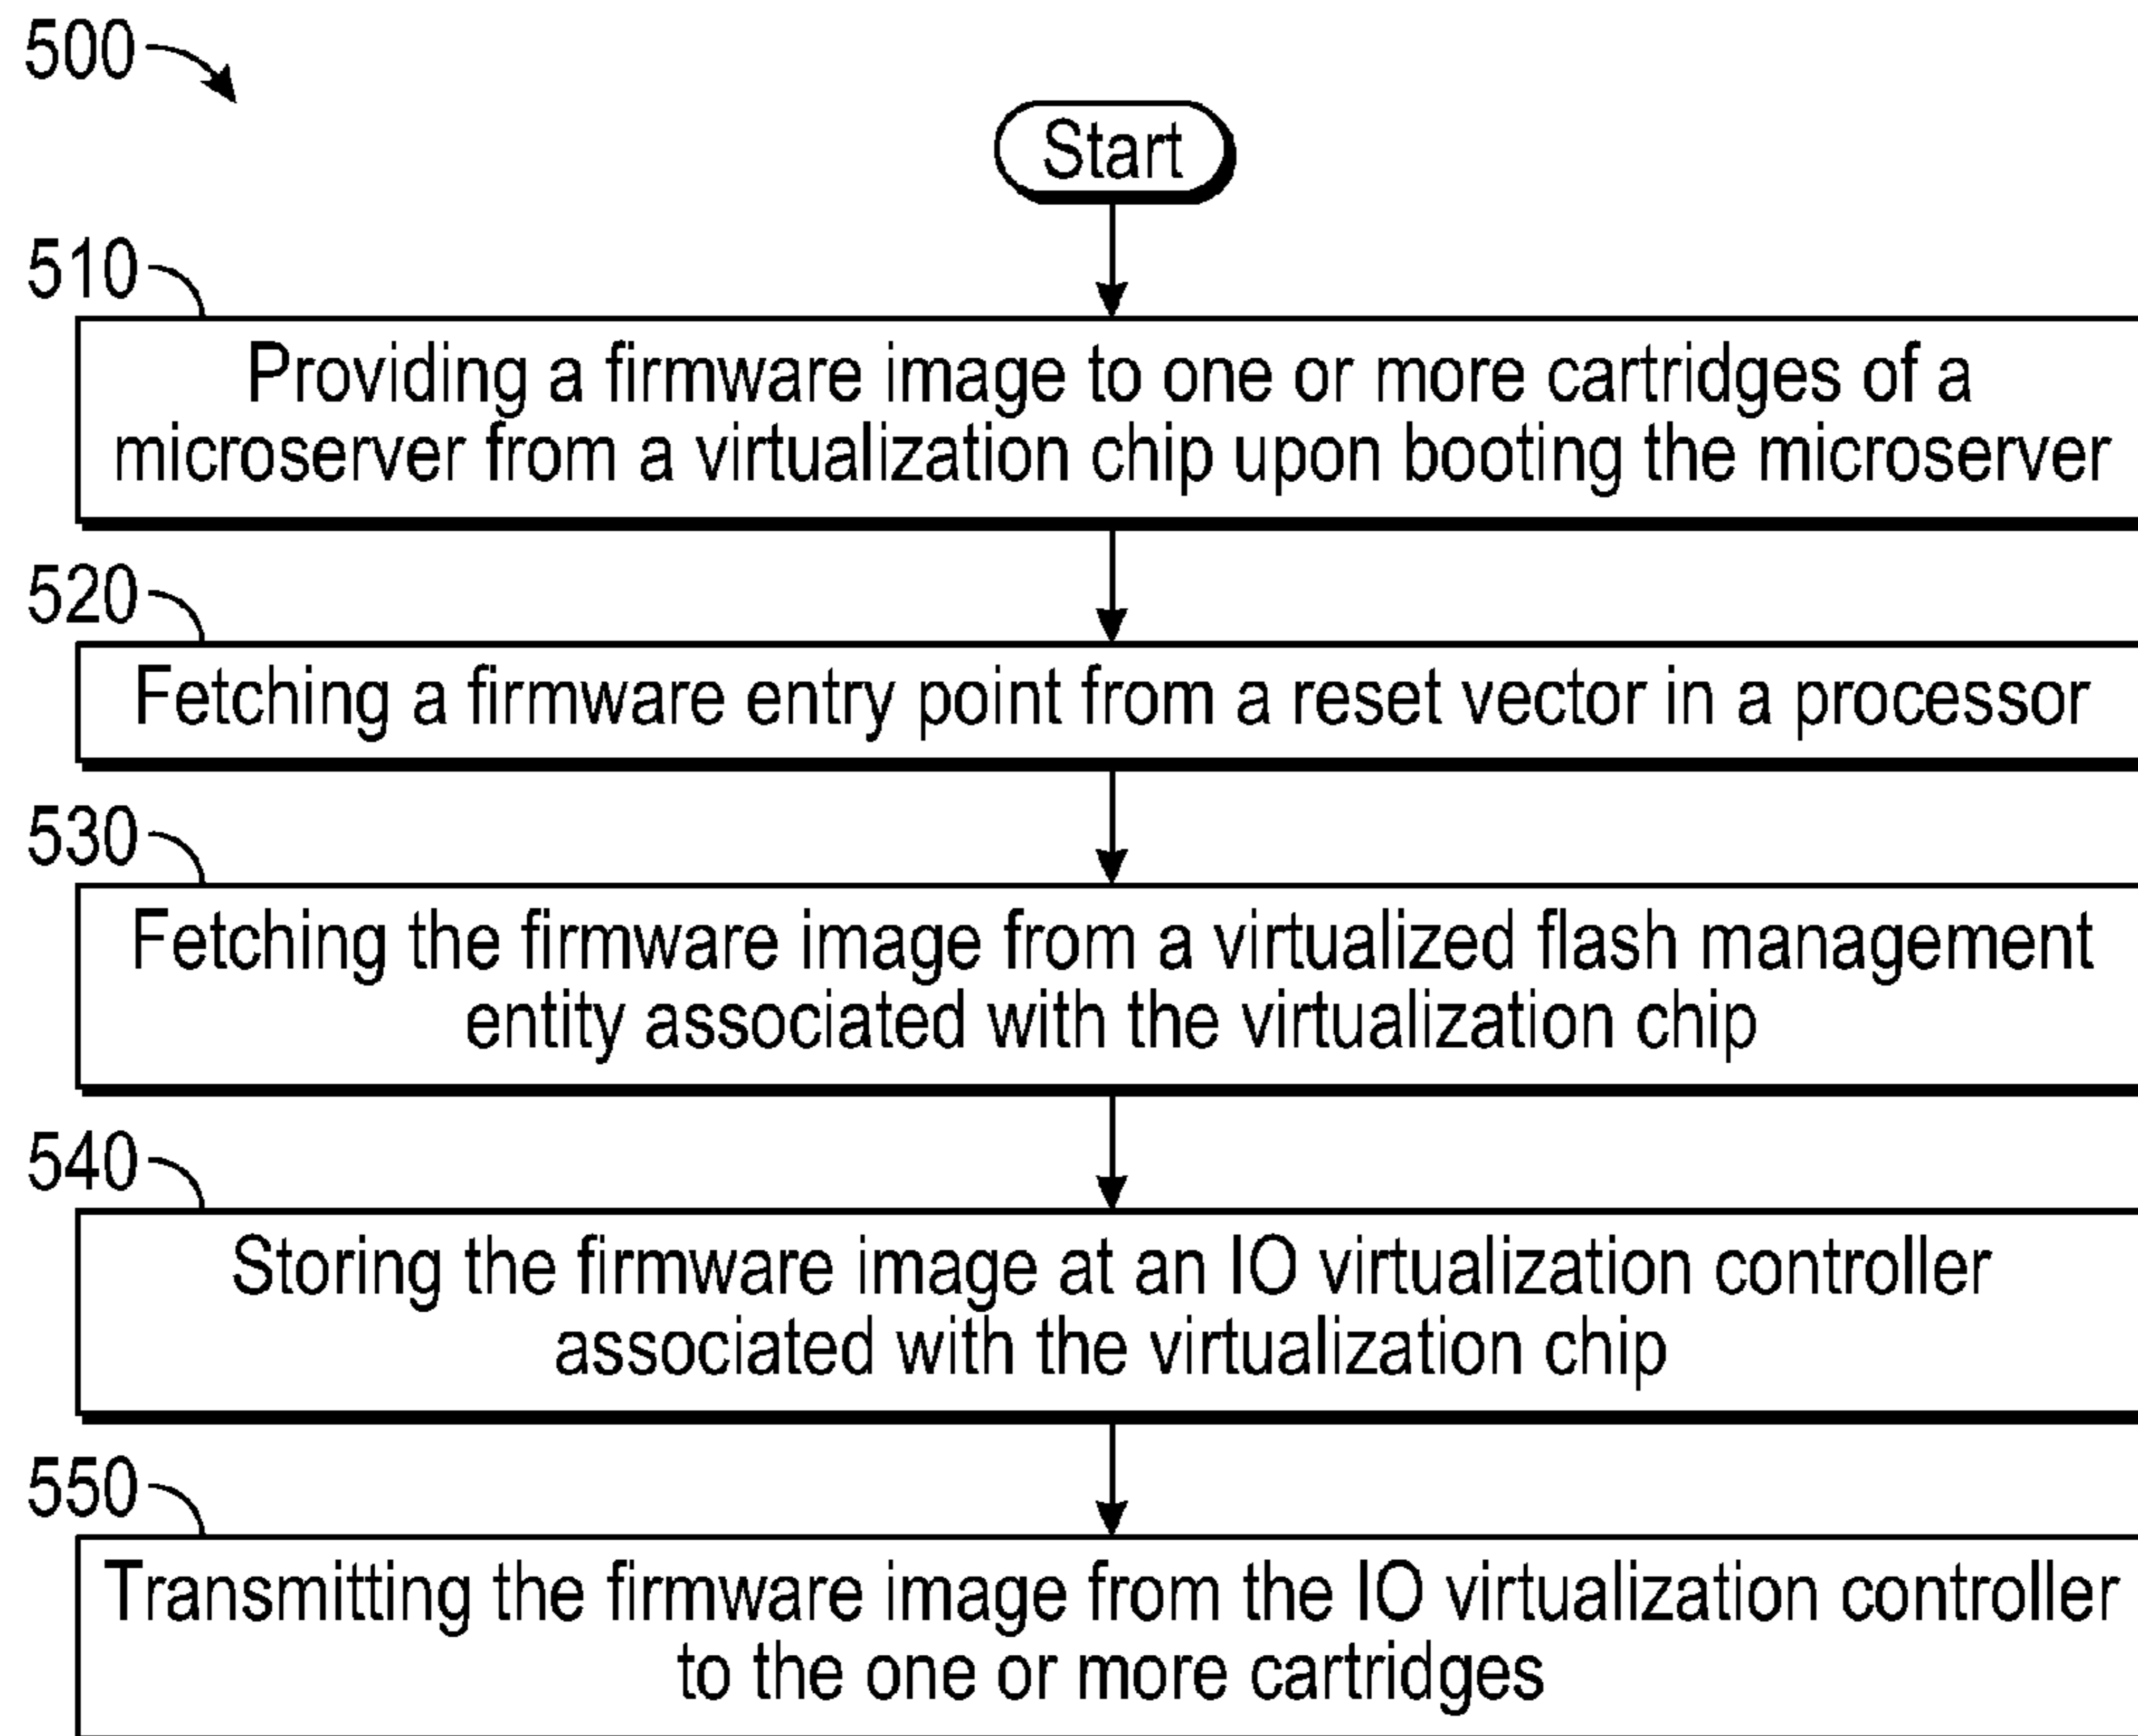 500
Start
510
Providing a firmware image to one or more cartridges of a
microserver from a virtualization chip upon booting the microserver
520
Fetching a firmware entry point from a reset vector in a processor
530
Fetching the firmware image from a virtualized flash management
entity associated with the virtualization chip
540
Storing the firmware image at an IO virtualization controller
associated with the virtualization chip
550
Transmitting the firmware image from the IO virtualization controller
to the one or more cartridges